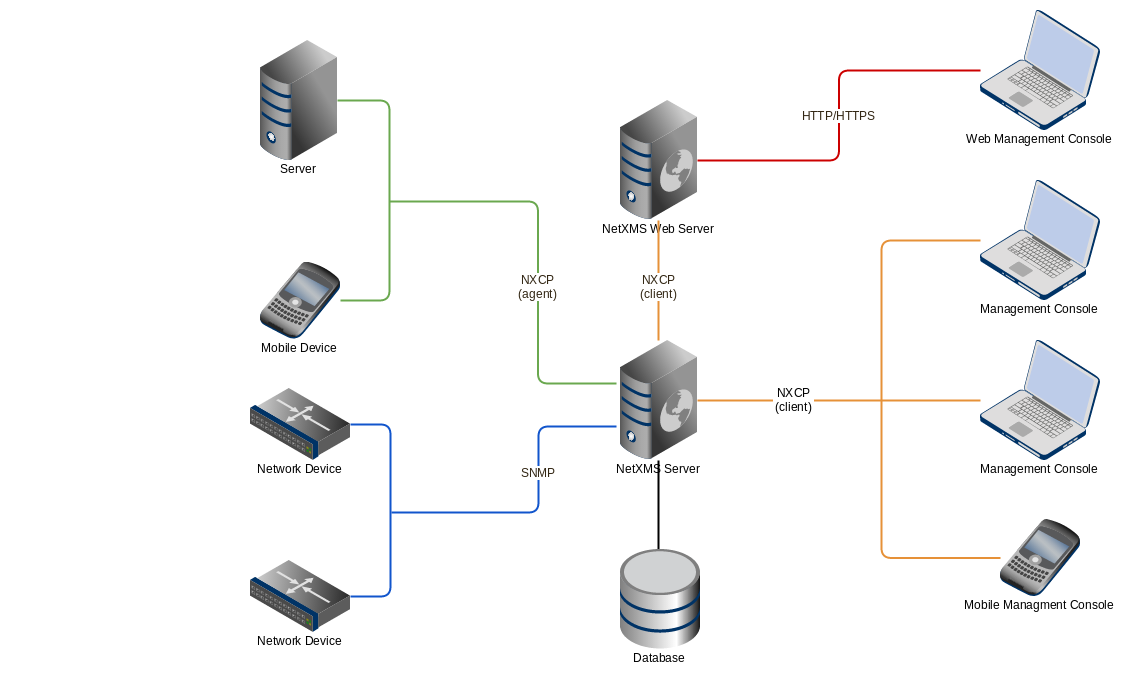 HTTP/HTTPS
Web Management Console
Server
NetXMS Web Server
NXCP
(agent)
NXCP
(client)
Management Console
Mobile Device
NXCP
(client)
Network Device
SNMP
NetXMS Server
Management Console
Mobile Managment Console
Network Device
Database